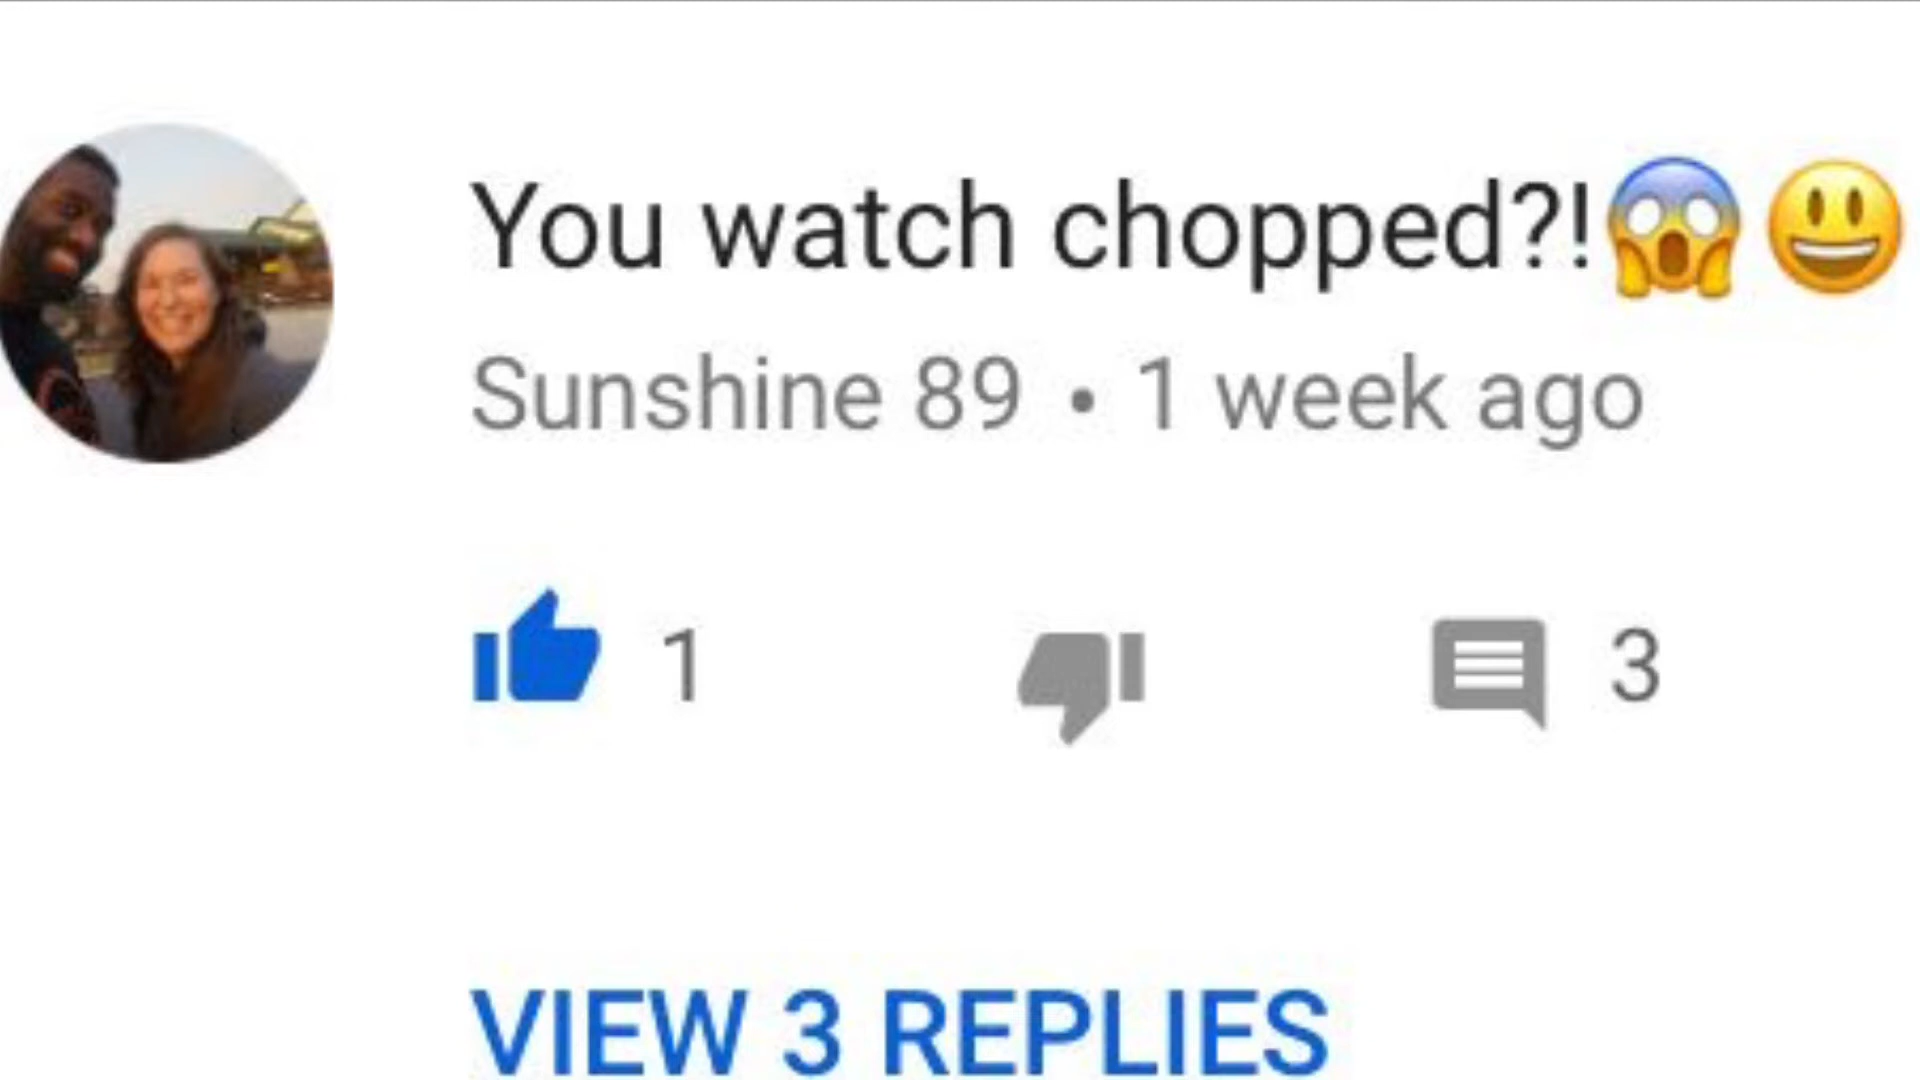 You watch chopped?!😱😃
Sunshine 89 • 1 week ago
1 3
VIEW 3 REPLIES